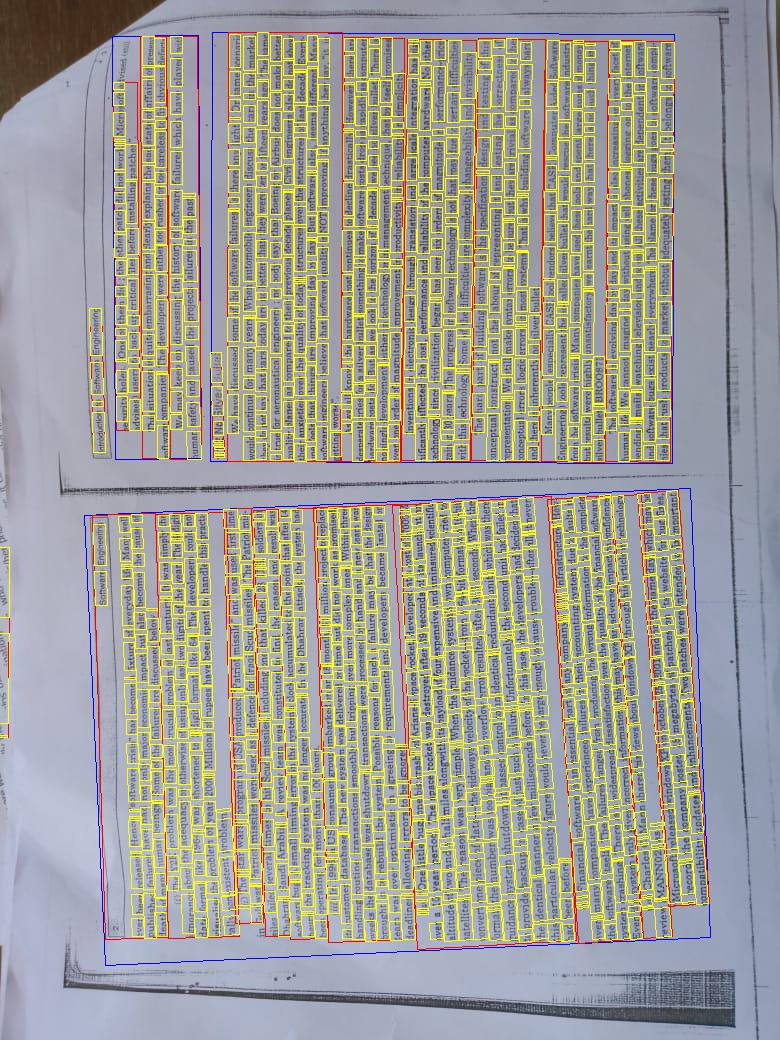 Software Engineering
2
ever been released. Hence, "software crisis" has become a fixture of everyday life. Many well
published failures have had not only major economic impact but also become the cause of
death of many human beings. Some of the failures are discussed below:
(i) The Y2K problem was the most crucial problem of last century. It was simply the
ignorance about the adequacy or otherwise of using only last two digits of the year. The 4-digit
date format, like 1964, was shortened to 2-digit format, like 64. The developers could not
visualise the problem of year 2000. Millions of rupees have been spent to handle this practi-
cally non-existent problem.
(ii) The "star wars" program of USA produced "Patriot missile" and was used first time
in Gulf war. Patriot missiles were used as a defence for Iraqi Scud missiles. The Patriot mis-
siles failed several times to hit Scud missiles, including one that killed 28 soldiers in
Dhahran, Saudi Arabia. A review team was constituted to find the reason and result was
software bug. A small timing error in the system's clock accumulated to the point that after 14
hours, the tracking system was no longer accurate. In the Dhahran attack, the system had
been operating for more than 100 hours.
(iii) In 1996, a US consumer group embarked on an month, million project to replace
its customer database. The new system was delivered on time but did not work as promised,
handling routine transactions smoothly but tripping over more complex ones. Within three
weeks the database was shutdown, transactions were processed by hand and a new team was
brought in to rebuild the system. Possible reasons for such a failure may be that the design
team was over optimistic in agreeing to requirements and developers became fixated on
deadlines, allowing errors to be ignored.
"One little bug, one big crash" of Ariane-5 space rocket, developed at cost of 7000
over a 10 year period. The space rocket was destroyed after 39 seconds of its launch, at an
altitude of two and a half miles alongwith its payload of four expensive and uninsured scientific
satellites. The reason was very simple. When the guidance system's own computer tried to
convert one piece of data-the sideways velocity of the rocket-from a 64-bit format to a 16-bit
format; the number was too big, and an overflow error resulted after 36.7 seconds. When the
guidance system shutdown, it passed control to an identical, redundant unit, which was there
to provide backup in case of just such a failure. Unfortunately, the second unit, had failed in
the identical manner a few milliseconds before. In this case, the developers had decided that
this particular velocity figure would never be large enough to cause trouble-after all, it never
had been before.
Financial software is an essential part of any company's infrastructure. How-
ever, many companies have experienced failures in their accounting system due to faults in
the software itself. The failures range from producing the wrong information to the complete
system crashing. There is widespread dissatisfaction over the quality of the financial software.
Even if a system only gives incorrect information, this may have an adverse impact on confidence.
Charles C. Mann shared his views about windows XP through his article in technology
review [MANN02] as:
"Microsoft released windows XP on October 25, 2001 and on the same day, which may be
a record, the company posted 18 megabytes of patches on its website for bug fixes,
compatibility updates, and enhancements. Two patches were intended to fix important
Introduction to Software Engineering
security holes. One of them did; the other patch did not work. Microsoft advised (still
advises) users to back up critical files before installing patches".
This situation is quite embarrasing and clearly explains the sad state of affairs of present
software companies. The developers were either too rushed or too careless to fix obvious defects.
We may keep on discussing the history of software failures which have played with
human safety and caused the projects failures in the past.
No Silver Bullet
We have discussed some of the software failures. Is there any light? Or same scenario
would continue for many years? When automobile engineers discuss the cars in the market,
they do not say that cars today are no better than they were ten or fifteen years ago. The same
is true for aeronautical engineers; no body says that Boeing or Airbus does not make better
quality planes as compared to their previous decade planes. Civil engineers also do not show
their anxieties over the quality of today's structures over the structures of last decade. Every
one feels that things are improving day by day. But software, also, seems different. Many
software engineers believe that software quality is NOT improving. If anything they say, "it is
getting worse".
As we all know, the hardware cost continues to decline drastically. However, there are
desperate cries for a silver bullet-something to make software costs drop as rapidly as computer
hardware costs do. But as we look to the horizon of a decade, we see no silver bullet. There is
no single development, either in technology or in management technique, that by itself promises
even one order of magnitude improvement in productivity, in reliability, in simplicity.
Inventions in electronic design through transistors and large scale integration has sig-
nificantly affected the cost, performance and reliability of the computer hardware. No other
technology, since civilization began, has seen six orders of magnitude in performance-price
gain in 30 years. The progress in software technology is not that rosy due to certain difficulties
with this technology. Some of the difficulties are complexity, changeability and invisibility.
The hard part of building software is the specification, design and testing of this
conceptual construct, not the labour of representing it and testing the correctness of
representation. We still make syntax errors, to be sure, but they are trivial as compared to the
conceptual errors (logic errors) in most systems. That is why, building software is always hard
and there is inherently no silver bullet.
Many people (especially CASE tool vendors) believe that CASE (Computer Aided Software
Engineering) tools represent the so-called silver bullet that would rescue the software industry
from the software crisis. Many companies have used these tools and spent large sums of money,
but results were highly unsatisfactory, we learnt the hard way that there is no such thing as
silver bullet [BROO87].
The software is evolving day by day and its impact is also increasing on every facet of
human life. We cannot imagine a day without using cell phones, logging on to the internet,
sending e-mails, watching television and so on. All these activities are dependent on software
and software bugs exist nearly everywhere. The blame for these bugs goes to software compa-
nies that rush products to market without adequately testing them. It belongs to software